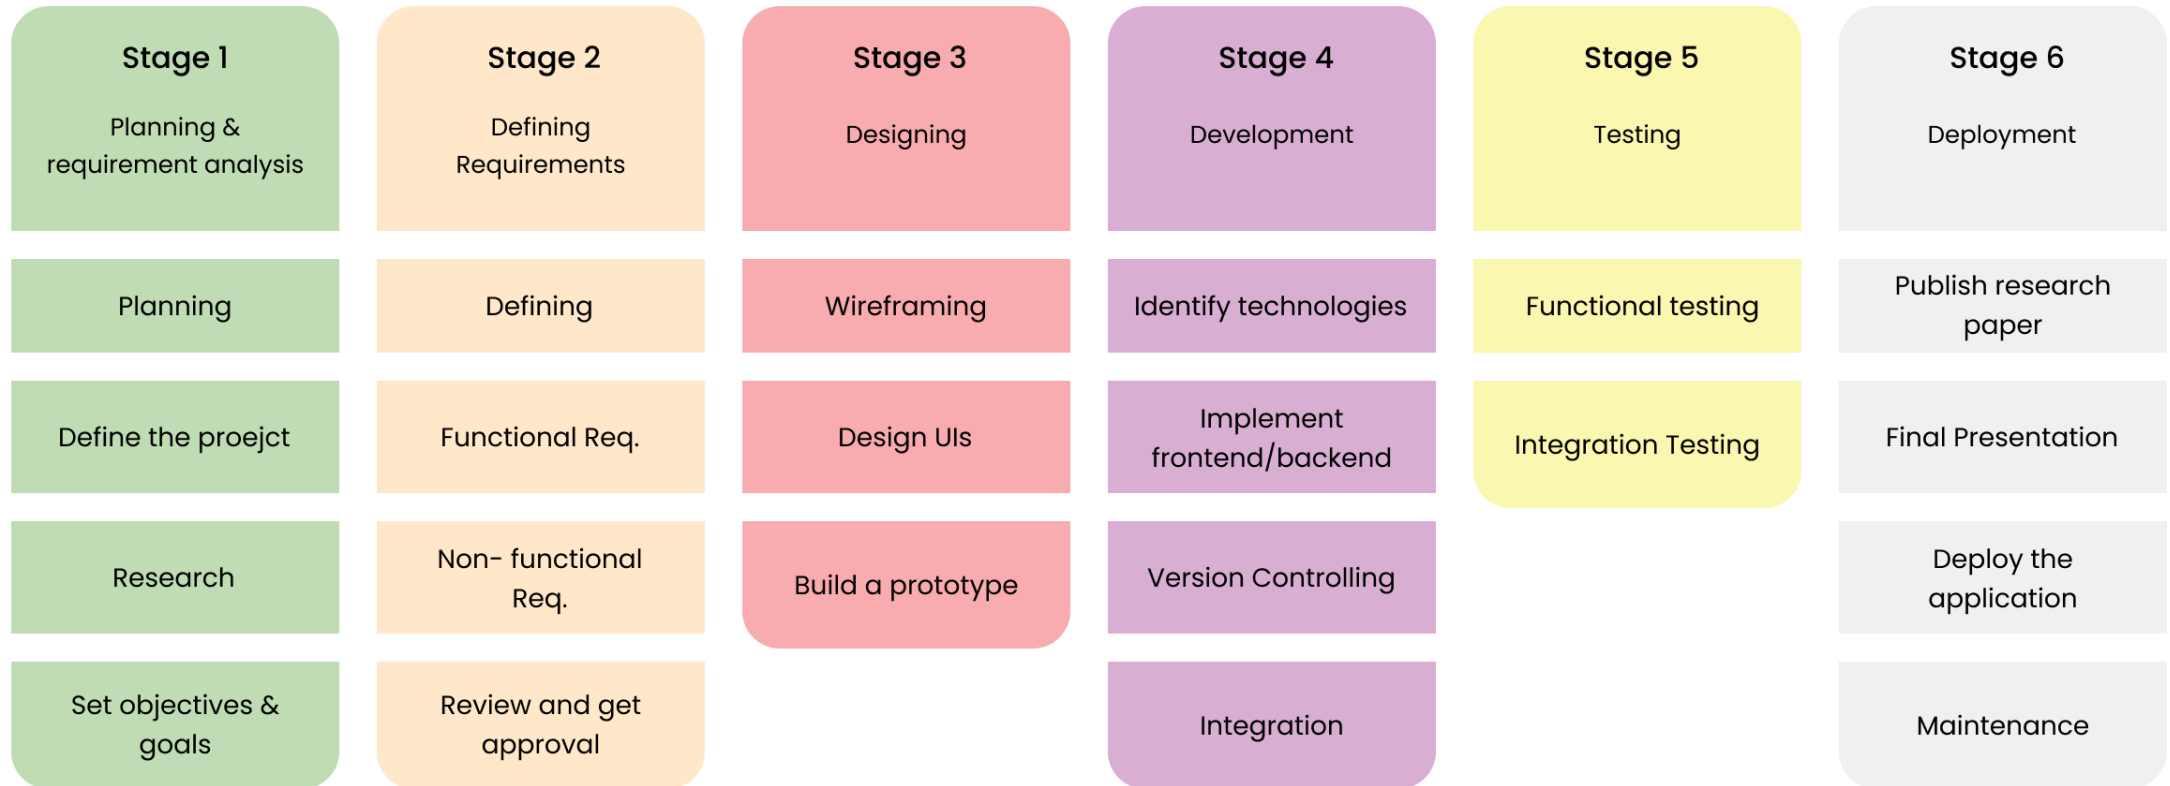 Stage 1
Planning &
requirement analysis
Planning
Define the proejct
Research
Set objectives &
goals
Stage 2
Defining
Requirements
Defining
Functional Req.
Non- functional
Req.
Review and get
approval
Stage 3
Designing
Wireframing
Design UIs
Build a prototype
Stage 4
Development
Identify technologies
Implement
frontend/backend
Version Controlling
Integration
Stage 5
Testing
Functional testing
Integration Testing
Stage 6
Deployment
Publish research
paper
Final Presentation
Deploy the
application
Maintenance